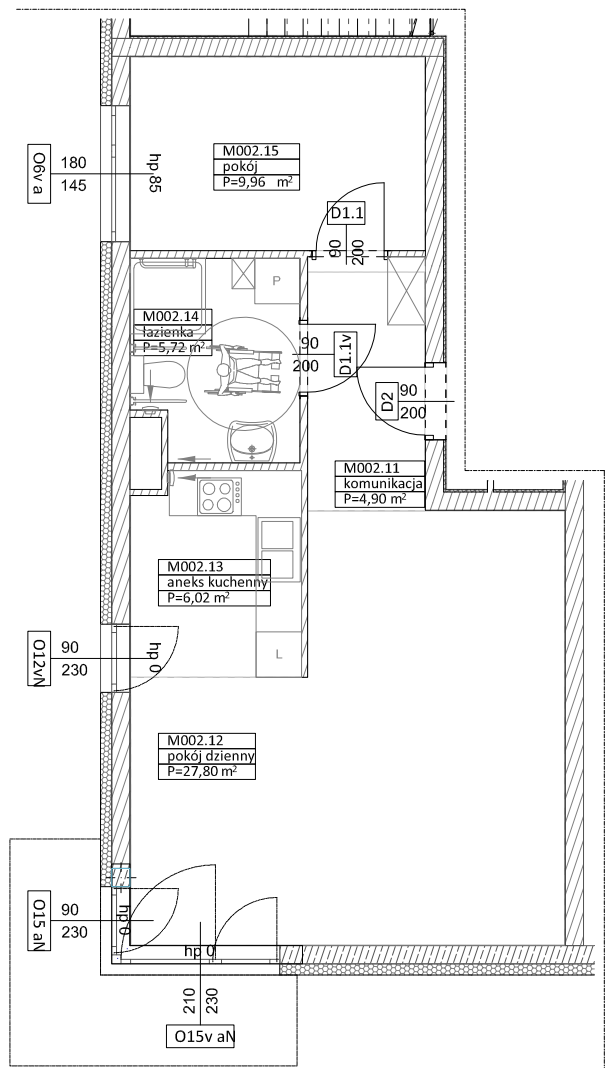 M002.15
pokój
P=9,96 m²
O6v a
180
145
hp 85
D1.1
90
200
M002.14
łazienka
P=5,72 m²
P
90
200
D1.1v
D2
90
200
M002.11
komunikacja
P=4,90 m²
M002.13
aneks kuchenny
P=6,02 m²
L
O12vN
90
230
hp 0
M002.12
pokój dzienny
P=27,80 m²
O15 aN
90
230
hp 0
hp 0
210
230
O15v aN